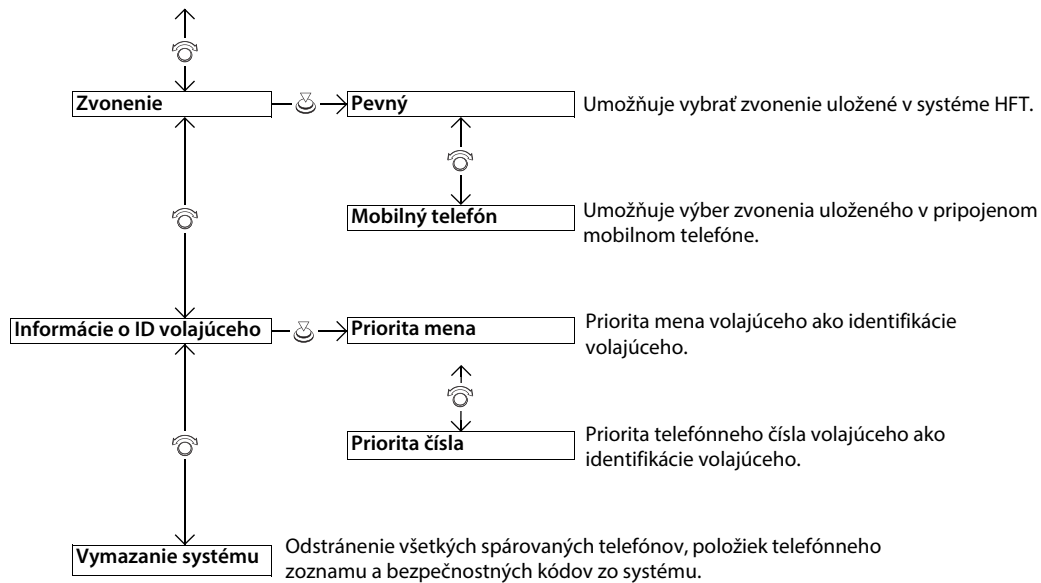 Zvonenie
Pevný
Umožňuje vybrať zvonenie uložené v systéme HFT.
Mobilný telefón
Umožňuje výber zvonenia uloženého v pripojenom
mobilnom telefóne.
Informácie o ID volajúceho
Priorita mena
Priorita mena volajúceho ako identifikácie
volajúceho.
Priorita čísla
Priorita telefónneho čísla volajúceho ako
identifikácie volajúceho.
Vymazanie systému
Odstránenie všetkých spárovaných telefónov, položiek telefónneho
zoznamu a bezpečnostných kódov zo systému.